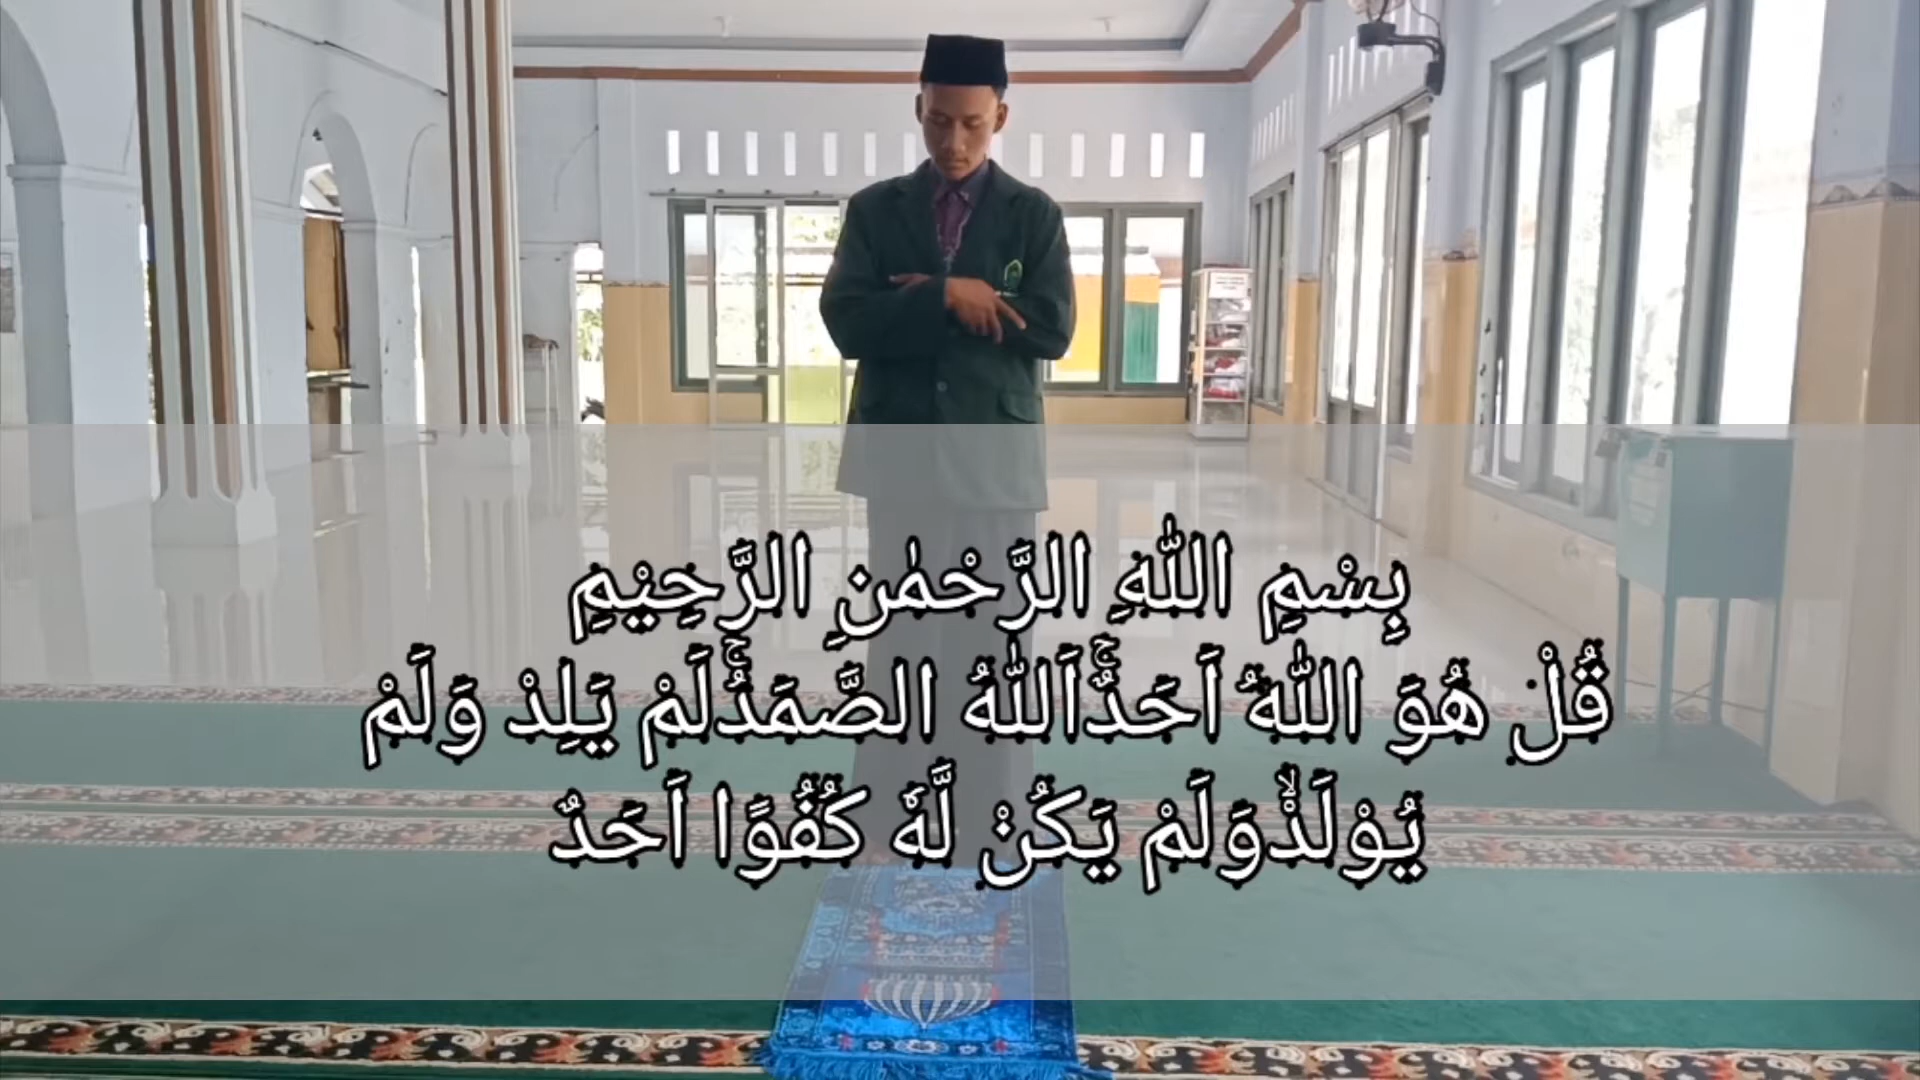 بِسْمِ اللّٰهِ الرَّحْمٰنِ الرَّحِيْمِ
قُلْ هُوَ اللّٰهُ اَحَدٌۚاَللّٰهُ الصَّمَدُۚلَمْ يَلِدْ وَلَمْ
يُوْلَدْۙوَلَمْ يَكُنْ لَّهٗ كُفُوًا اَحَدٌ